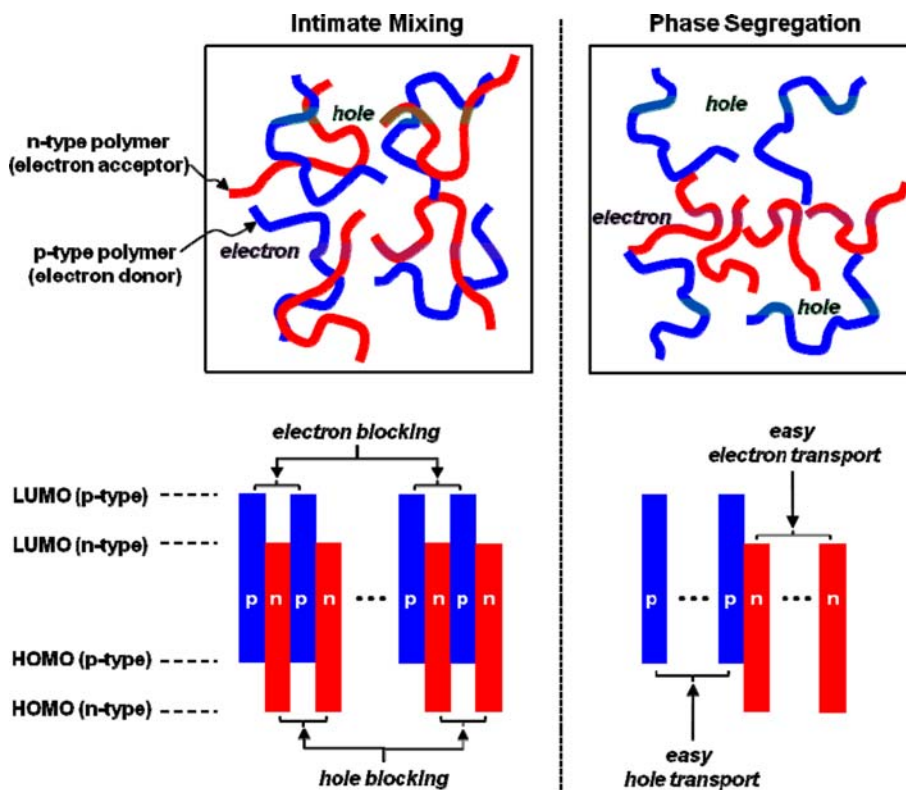 Intimate Mixing
Phase Segregation
n-type polymer
(electron acceptor)
p-type polymer
(electron donor)
hole
electron
hole
electron
hole
electron blocking
easy
electron transport
LUMO (p-type)
LUMO (n-type)
p n p n ··· p n p n
p ··· p n ··· n
HOMO (p-type)
HOMO (n-type)
hole blocking
easy
hole transport